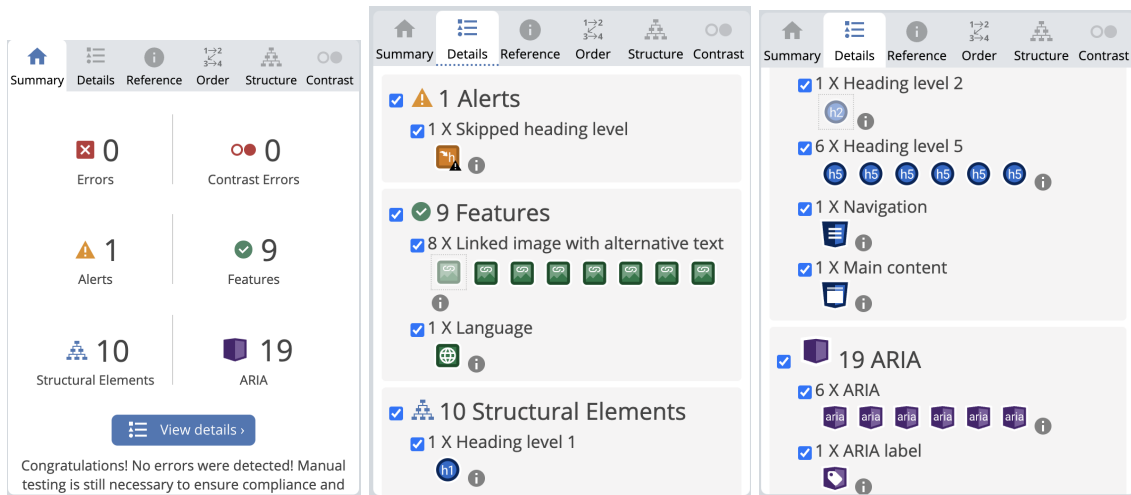 Summary Details Reference Order Structure Contrast
0
Errors
0
Contrast Errors
1
Alerts
9
Features
10
Structural Elements
19
ARIA
View details ›
Congratulations! No errors were detected! Manual
testing is still necessary to ensure compliance and
Summary Details Reference Order Structure Contrast
1 Alerts
1 X Skipped heading level
h
9 Features
8 X Linked image with alternative text
1 X Language
10 Structural Elements
1 X Heading level 1
h1
Summary Details Reference Order Structure Contrast
1 X Heading level 2
h2
6 X Heading level 5
h5 h5 h5 h5 h5 h5
1 X Navigation
1 X Main content
19 ARIA
6 X ARIA
aria aria aria aria aria aria
1 X ARIA label